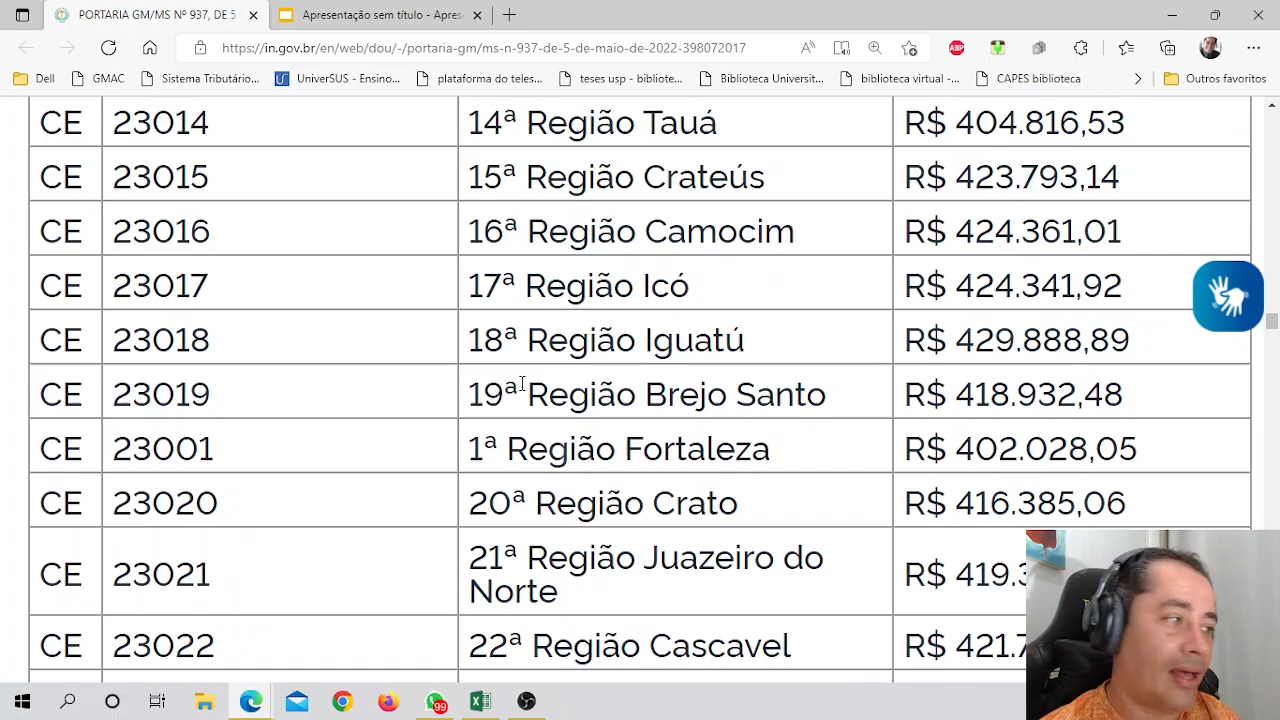 PORTARIA GM/MS Nº 937, DE 5
Apresentação sem título - Apres
https://in.gov.br/en/web/dou/-/portaria-gm/ms-n-937-de-5-de-maio-de-2022-398072017
ABP
Dell
GMAC
Sistema Tributário...
UniverSUS - Ensino...
plataforma do teles...
teses usp - bibliote...
Biblioteca Universit...
biblioteca virtual -...
CAPES biblioteca
Outros favoritos
CE 23014 14ª Região Tauá R$ 404.816,53
CE 23015 15ª Região Crateús R$ 423.793,14
CE 23016 16ª Região Camocim R$ 424.361,01
CE 23017 17ª Região Icó R$ 424.341,92
CE 23018 18ª Região Iguatú R$ 429.888,89
CE 23019 19ª Região Brejo Santo R$ 418.932,48
CE 23001 1ª Região Fortaleza R$ 402.028,05
CE 23020 20ª Região Crato R$ 416.385,06
CE 23021 21ª Região Juazeiro do R$ 419.3
Norte
CE 23022 22ª Região Cascavel R$ 421.7
99